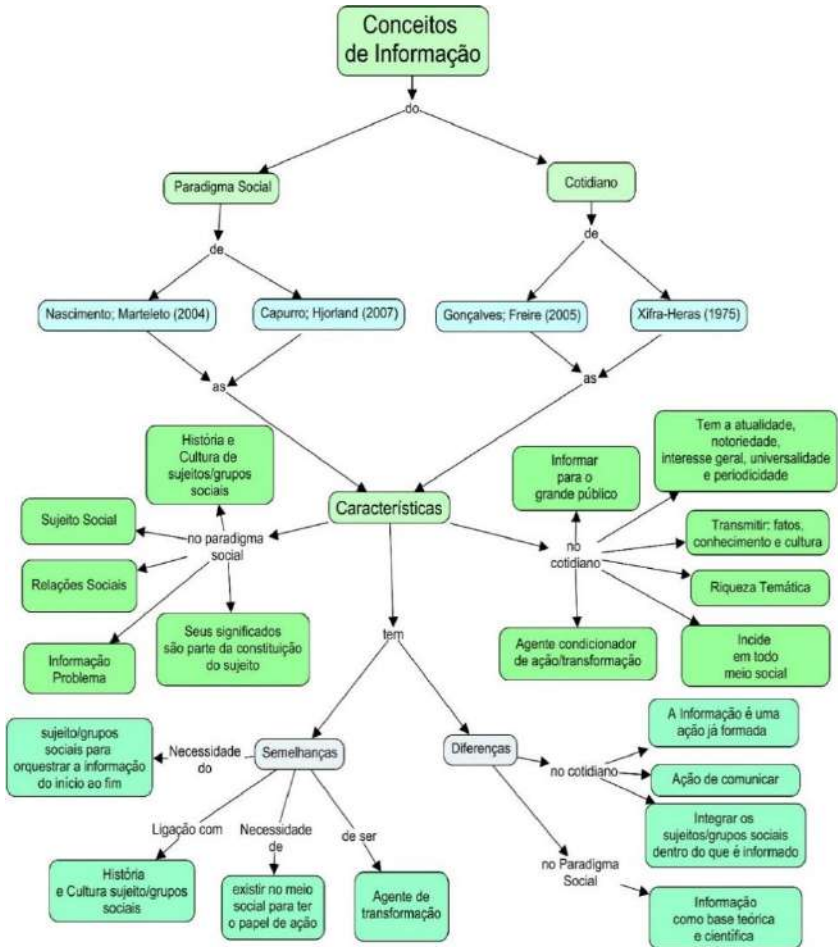 Conceitos
de Informação
do
Paradigma Social
Cotidiano
de
de
Nascimento; Marteleto (2004)
Capurro; Hjorland (2007)
Gonçalves; Freire (2005)
Xifra-Heras (1975)
as
as
História e
Cultura de
sujeitos/grupos
sociais
Informar
para o
grande público
Tem a atualidade,
notoriedade,
interesse geral, universalidade
e periodicidade
Características
Sujeito Social
no paradigma
social
no
cotidiano
Transmitir: fatos,
conhecimento e cultura
Relações Sociais
Riqueza Temática
Informação
Problema
Seus significados
são parte da constituição
do sujeito
tem
Agente condicionador
de ação/transformação
Incide
em todo
meio social
sujeito/grupos
sociais para
orquestrar a informação
do início ao fim
Necessidade
do
Semelhanças
Diferenças
no cotidiano
A Informação é uma
ação já formada
Ação de comunicar
Integrar os
sujeitos/grupos sociais
dentro do que é informado
Ligação com
Necessidade
de
de ser
no Paradigma
Social
História
e Cultura sujeito/grupos
sociais
existir no meio
social para ter
o papel de ação
Agente de
transformação
Informação
como base teórica
e científica